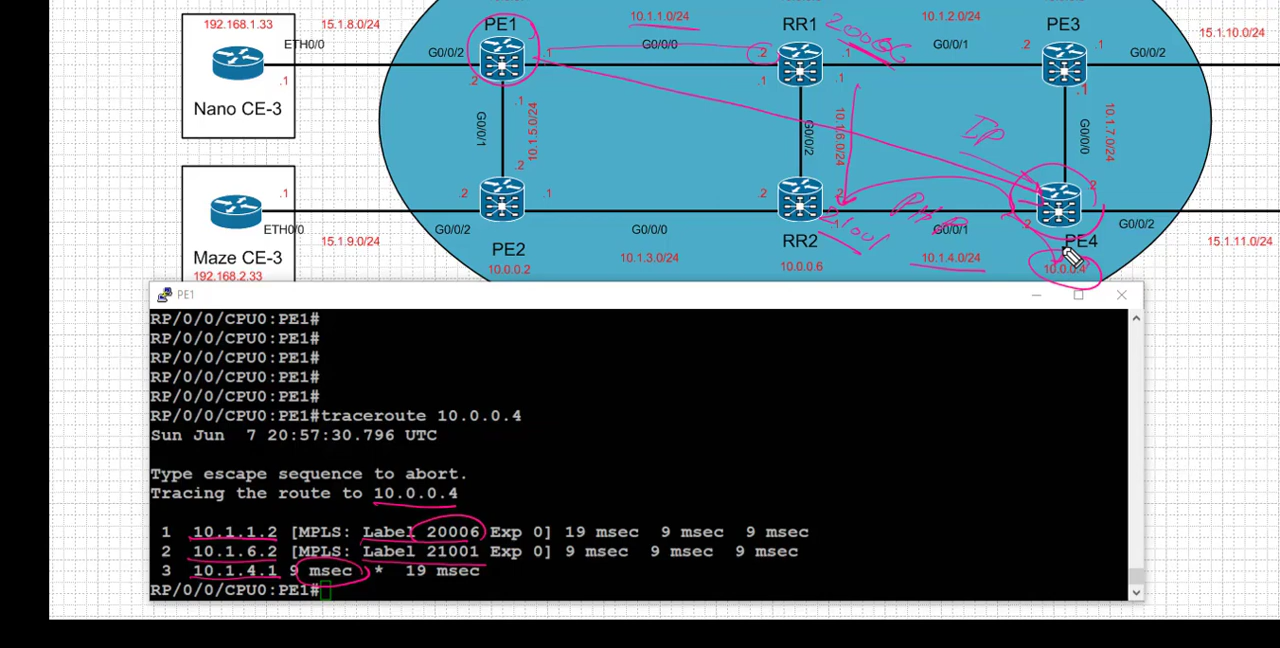 192.168.1.33
15.1.8.0/24
PE1
10.1.1.0/24
RR1
20006
10.1.2.0/24
PE3
15.1.10.0/24
ETH0/0
G0/0/2
.1
G0/0/0
.2
.1
G0/0/1
.2
.1
G0/0/2
.1
.2
.1
.1
.1
Nano CE-3
.1
G0/0/1
10.1.5.0/24
G0/0/2
10.1.6.0/24
IP
G0/0/0
10.1.7.0/24
.2
.1
.2
.2
.1
.2
.2
2
ETH0/0
G0/0/2
G0/0/0
21001
PHP
G0/0/1
.2
G0/0/2
Maze CE-3
15.1.9.0/24
PE2
RR2
PE4
15.1.11.0/24
192.168.2.33
10.0.0.2
10.1.3.0/24
10.0.0.6
10.1.4.0/24
10.0.0.4
PE1
RP/0/0/CPU0:PE1#
RP/0/0/CPU0:PE1#
RP/0/0/CPU0:PE1#
RP/0/0/CPU0:PE1#
RP/0/0/CPU0:PE1#
RP/0/0/CPU0:PE1#traceroute 10.0.0.4
Sun Jun 7 20:57:30.796 UTC
Type escape sequence to abort.
Tracing the route to 10.0.0.4
1 10.1.1.2 [MPLS: Label 20006 Exp 0] 19 msec 9 msec 9 msec
2 10.1.6.2 [MPLS: Label 21001 Exp 0] 9 msec 9 msec 9 msec
3 10.1.4.1 9 msec * 19 msec
RP/0/0/CPU0:PE1#